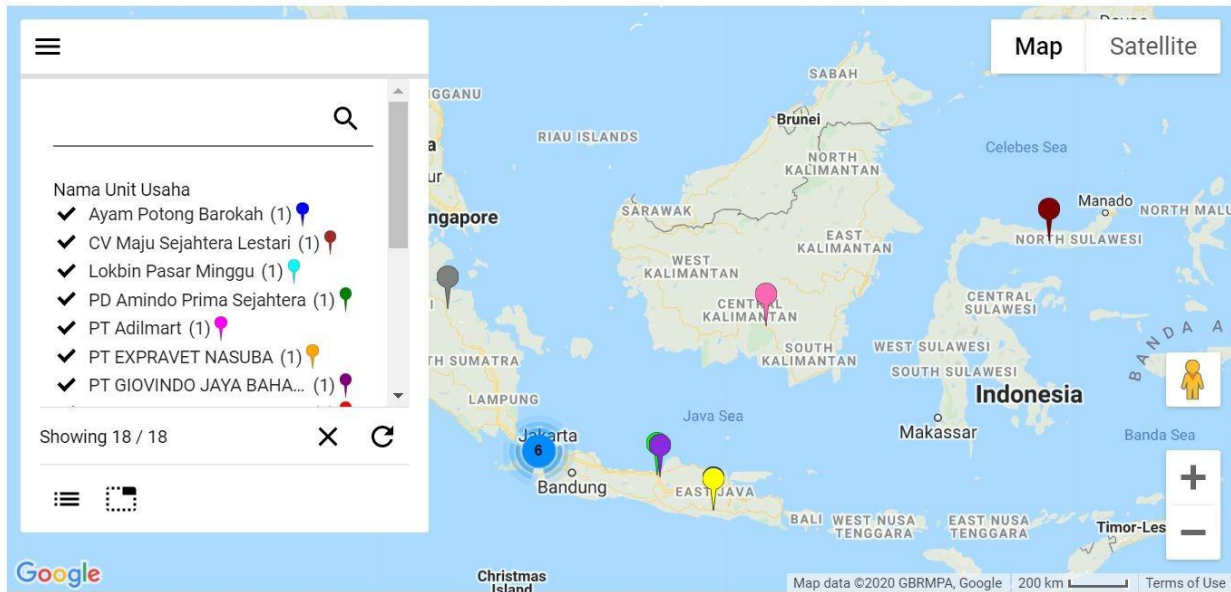 Nama Unit Usaha
Ayam Potong Barokah (1)
CV Maju Sejahtera Lestari (1)
Lokbin Pasar Minggu (1)
PD Amindo Prima Sejahtera (1)
PT Adilmart (1)
PT EXPRAVET NASUBA (1)
PT GIOVINDO JAYA BAHA... (1)
Showing 18 / 18
Map
Satellite
SABAH
Brunei
GGANU
RIAU ISLANDS
Celebes Sea
NORTH
KALIMANTAN
SARAWAK
ngapore
Manado
NORTH MALU
NORTH SULAWESI
EAST
KALIMANTAN
WEST
KALIMANTAN
CENTRAL
KALIMANTAN
CENTRAL
SULAWESI
SOUTH
KALIMANTAN
WEST SULAWESI
SOUTH SULAWESI
BANDA A
TH SUMATRA
LAMPUNG
Indonesia
Java Sea
Makassar
Banda Sea
Jakarta
6
Bandung
EAST JAVA
BALI
WEST NUSA
TENGGARA
EAST NUSA
TENGGARA
Timor-Les
Google
Christmas
Island
Map data ©2020 GBRMPA, Google
200 km
Terms of Use